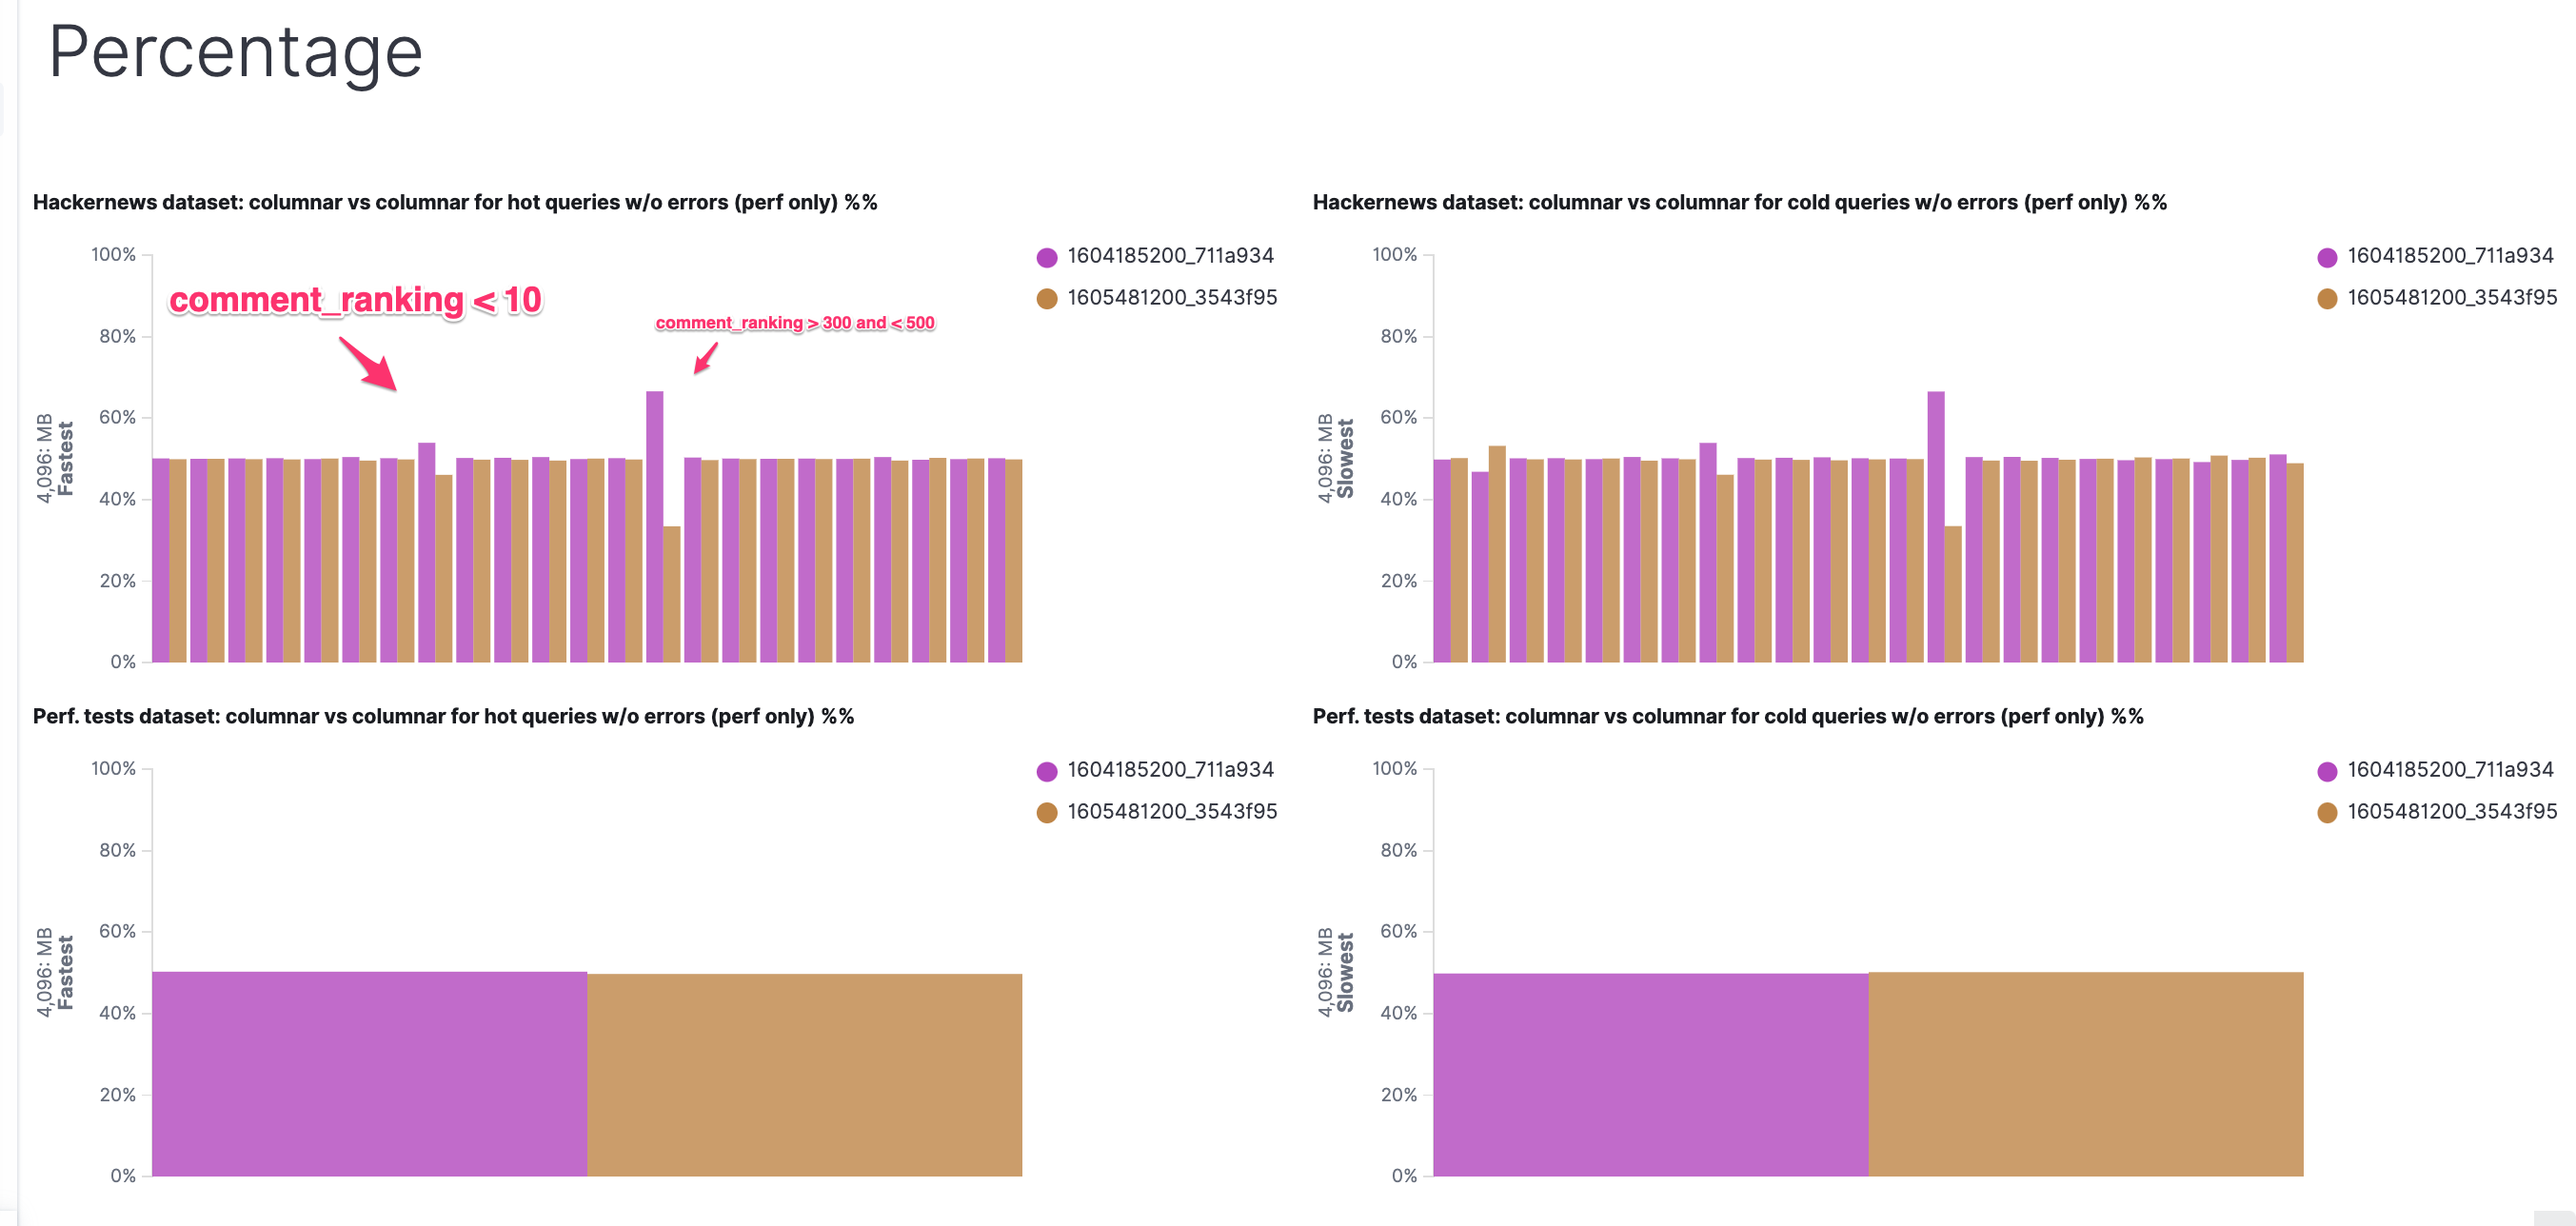 Percentage
Hackernews dataset: columnar vs columnar for hot queries w/o errors (perf only) %%
100%
80%
60%
40%
20%
0%
4,096: MB
Fastest
comment_ranking < 10
comment_ranking > 300 and < 500
1604185200_711a934
1605481200_3543f95
Hackernews dataset: columnar vs columnar for cold queries w/o errors (perf only) %%
100%
80%
60%
40%
20%
0%
4,096: MB
Slowest
1604185200_711a934
1605481200_3543f95
Perf. tests dataset: columnar vs columnar for hot queries w/o errors (perf only) %%
100%
80%
60%
40%
20%
0%
4,096: MB
Fastest
1604185200_711a934
1605481200_3543f95
Perf. tests dataset: columnar vs columnar for cold queries w/o errors (perf only) %%
100%
80%
60%
40%
20%
0%
4,096: MB
Slowest
1604185200_711a934
1605481200_3543f95